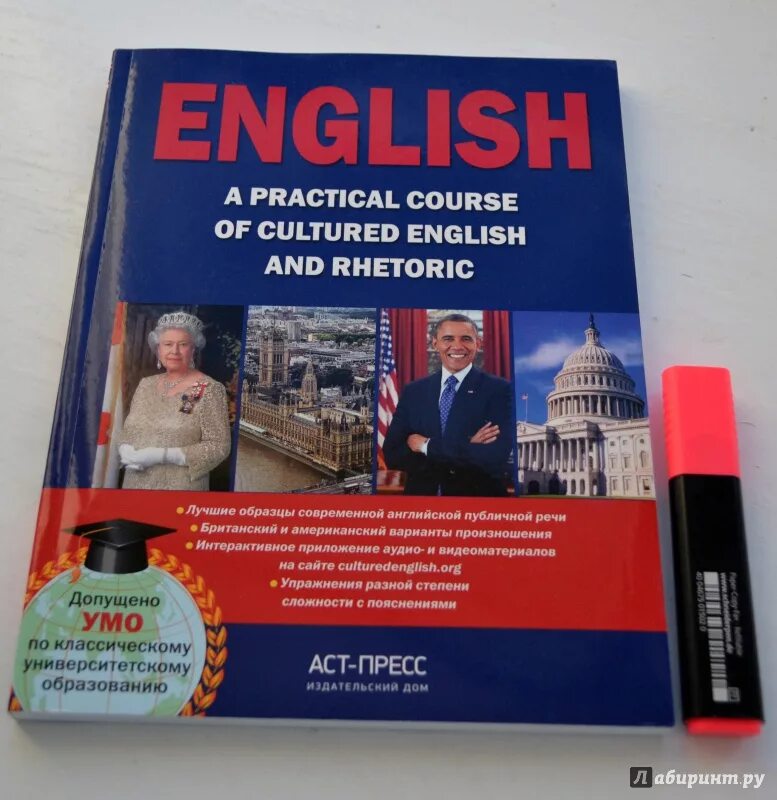 ENGLISH
A PRACTICAL COURSE
OF CULTURED ENGLISH
AND RHETORIC
• Лучшие образцы современной английской публичной речи
• Британский и американский варианты произношения
• Интерактивное приложение аудио- и видеоматериалов
на сайте culturedenglish.org
• Упражнения разной степени
сложности с пояснениями
Допущено
УМО
по классическому
университетскому
образованию
АСТ-ПРЕСС
ИЗДАТЕЛЬСКИЙ ДОМ
Лабиринт.ру